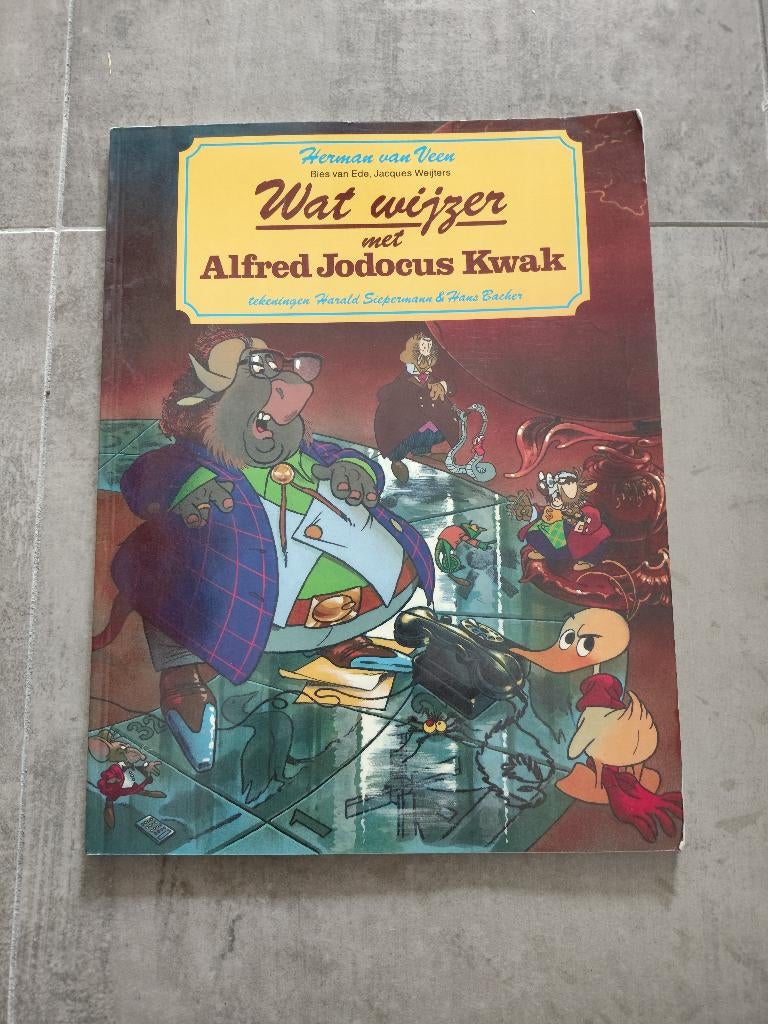 Herman van Veen
Bies van Ede, Jacques Weijters
Wat wijzer
met
Alfred Jodocus Kwak
tekeningen Harald Siepermann & Hans Bacher